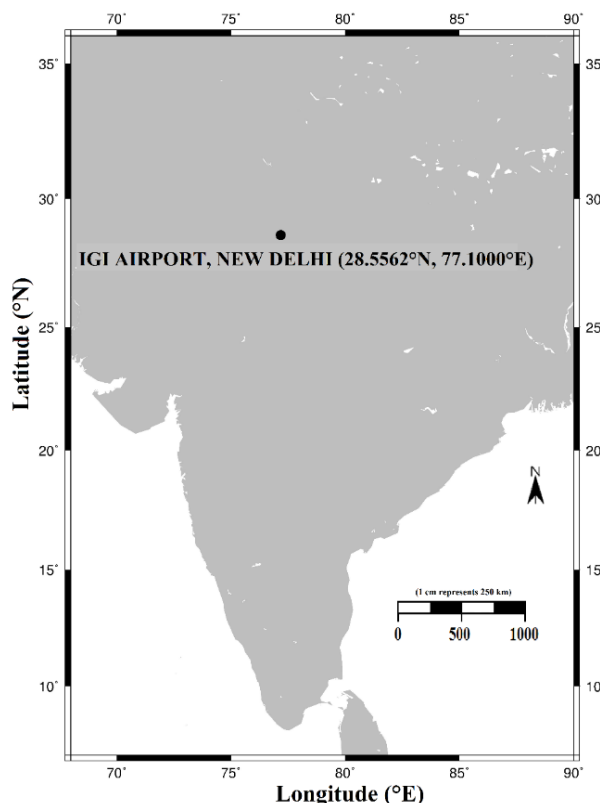 70° 75° 80° 85° 90°
35° 35°
30° 30°
IGI AIRPORT, NEW DELHI (28.5562°N, 77.1000°E)
25° 25°
Latitude (°N)
20° 20°
N
15° 15°
(1 cm represents 250 km)
0 500 1000
10° 10°
70° 75° 80° 85° 90°
Longitude (°E)